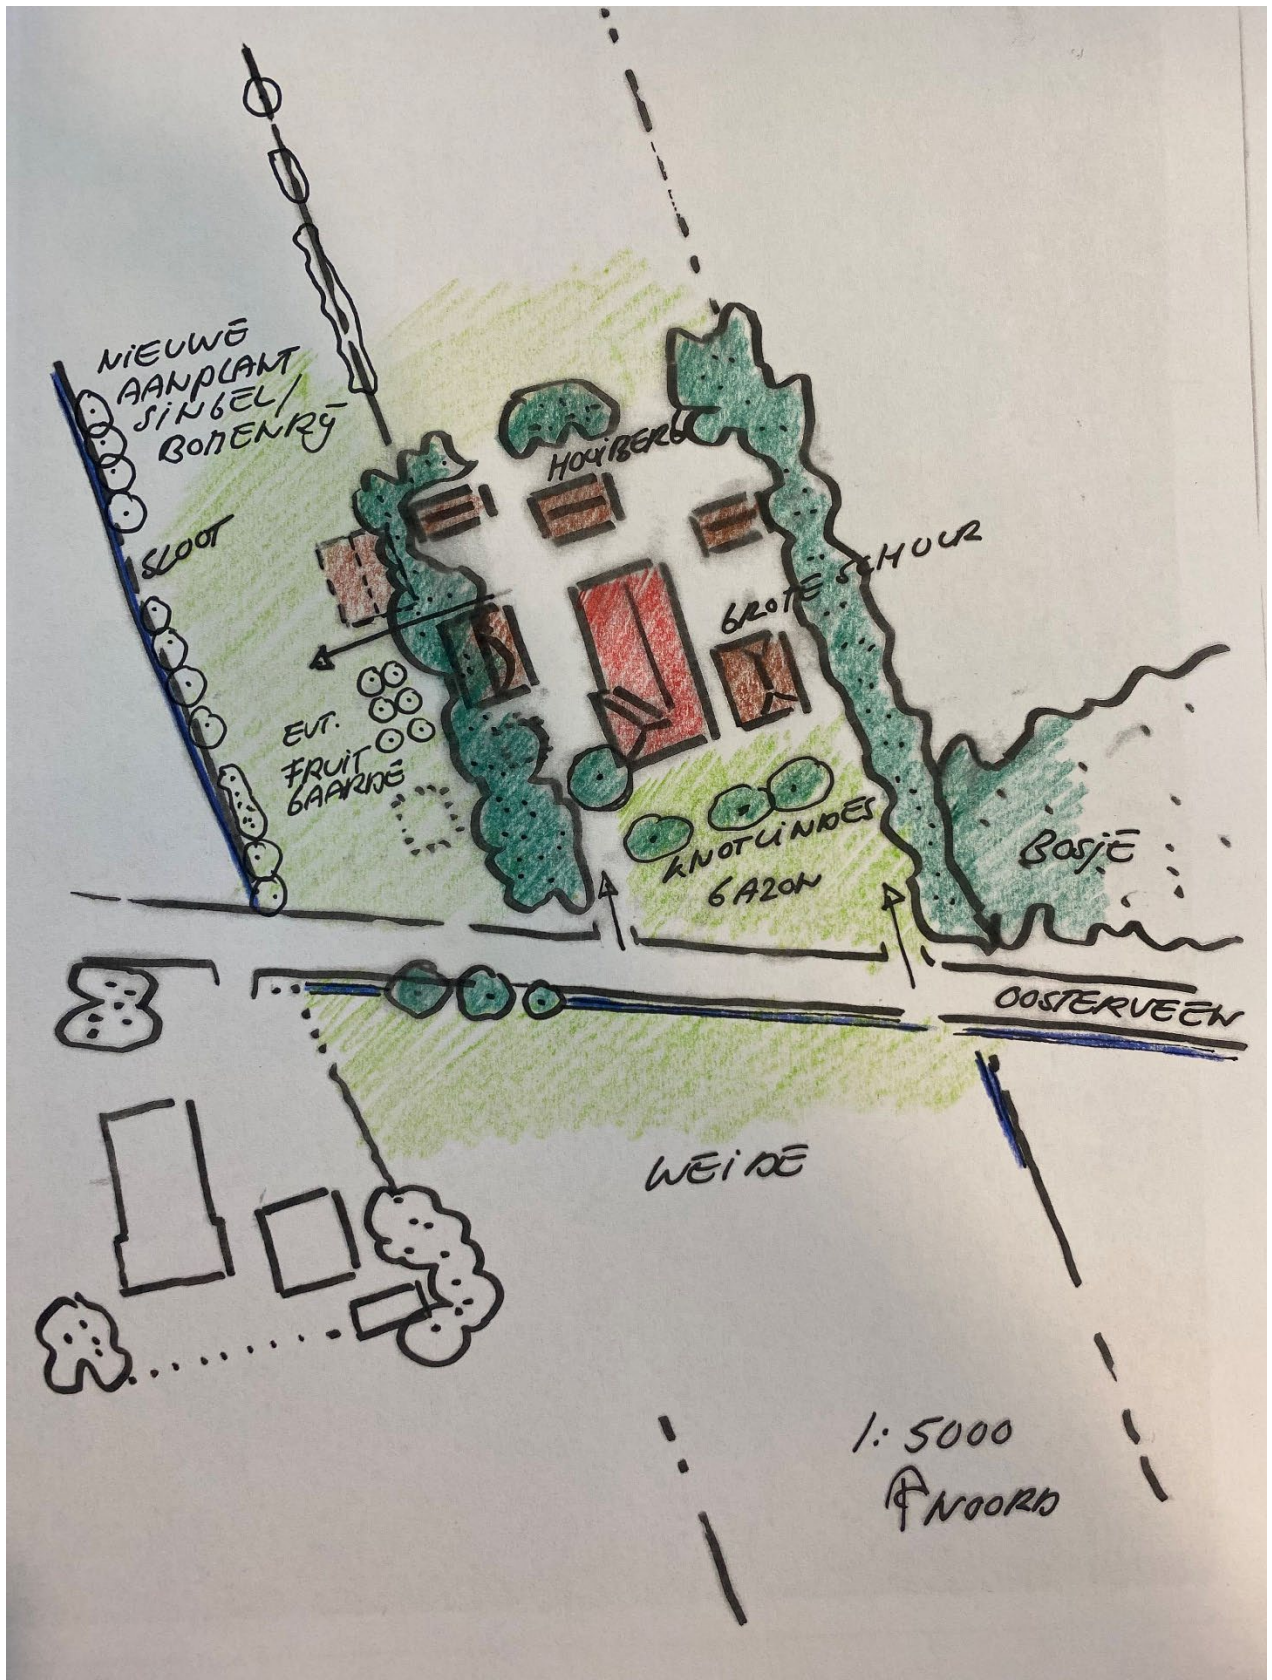 NIEUWE
AANPLANT
SINGEL/
BOMENRIJ
HOOIBERG
SLOOT
GROTE SCHUUR
EVT.
FRUIT
GAARDE
KNOTLINDES
GAZON
BOSJE
OOSTERVEEN
WEIDE
1:5000
NOORD